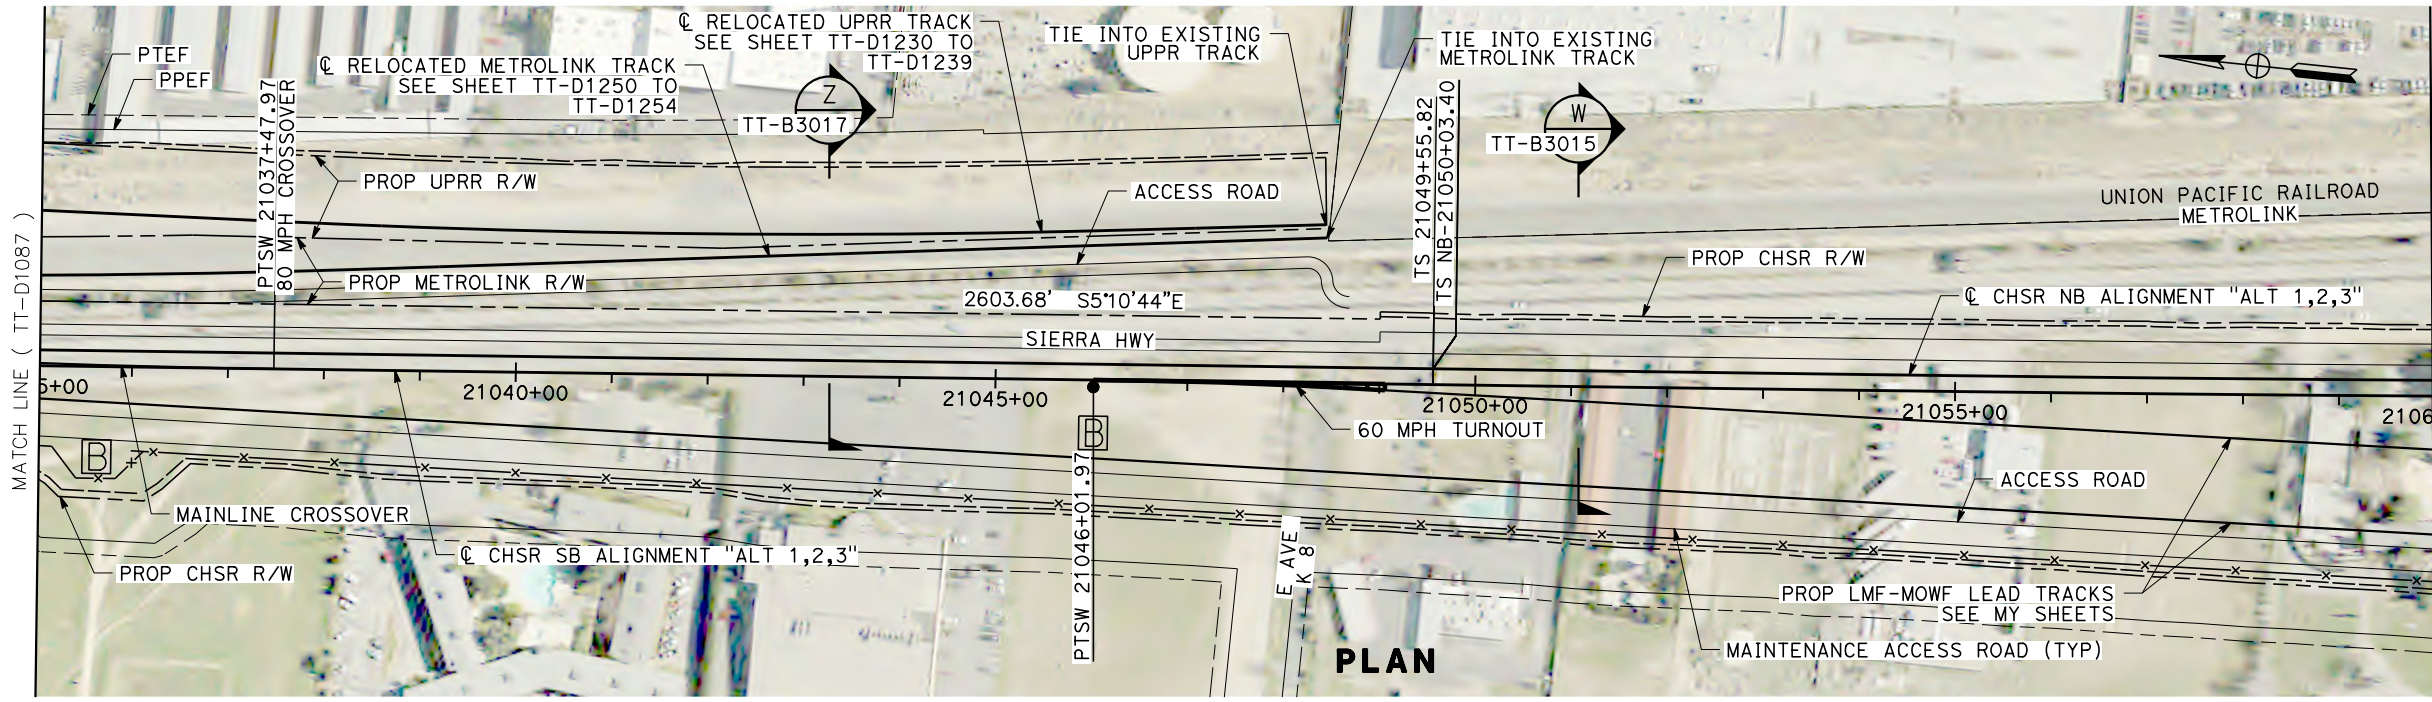 PTEF
PPEF
℄ RELOCATED METROLINK TRACK
SEE SHEET TT-D1250 TO
TT-D1254
℄ RELOCATED UPRR TRACK
SEE SHEET TT-D1230 TO
TT-D1239
Z
TT-B3017
TIE INTO EXISTING
UPPR TRACK
TIE INTO EXISTING
METROLINK TRACK
W
TT-B3015
PTSW 21037+47.97
80 MPH CROSSOVER
PROP UPRR R/W
ACCESS ROAD
TS 21049+55.82
TS NB-21050+03.40
UNION PACIFIC RAILROAD
METROLINK
MATCH LINE ( TT-D1087 )
PROP METROLINK R/W
2603.68' S5°10'44"E
PROP CHSR R/W
℄ CHSR NB ALIGNMENT "ALT 1,2,3"
SIERRA HWY
5+00
21040+00
21045+00
21050+00
21055+00
2106
B
B
60 MPH TURNOUT
PTSW 21046+01.97
ACCESS ROAD
MAINLINE CROSSOVER
℄ CHSR SB ALIGNMENT "ALT 1,2,3"
PROP CHSR R/W
E AVE
K 8
PROP LMF-MOWF LEAD TRACKS
SEE MY SHEETS
MAINTENANCE ACCESS ROAD (TYP)
PLAN